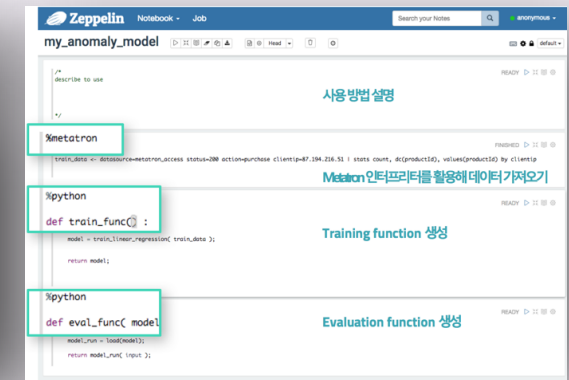 Zeppelin Notebook Job Search your Notes anonymous
my_anomaly_model Head default
/*
describe to use
*/
READY
사용 방법 설명
%metatron
FINISHED
train_data <- datasource=metatron_access status=200 action=purchase clientip=87.194.216.51 | stats count, dc(productId), values(productId) by clientip
Metatron 인터프리터를 활용해 데이터 가져오기
%python
READY
def train_func() :
model = train_linear_regression( train_data );
Training function 생성
return model;
%python
READY
def eval_func( model
Evaluation function 생성
model_run = load(model);
return model_run( input );